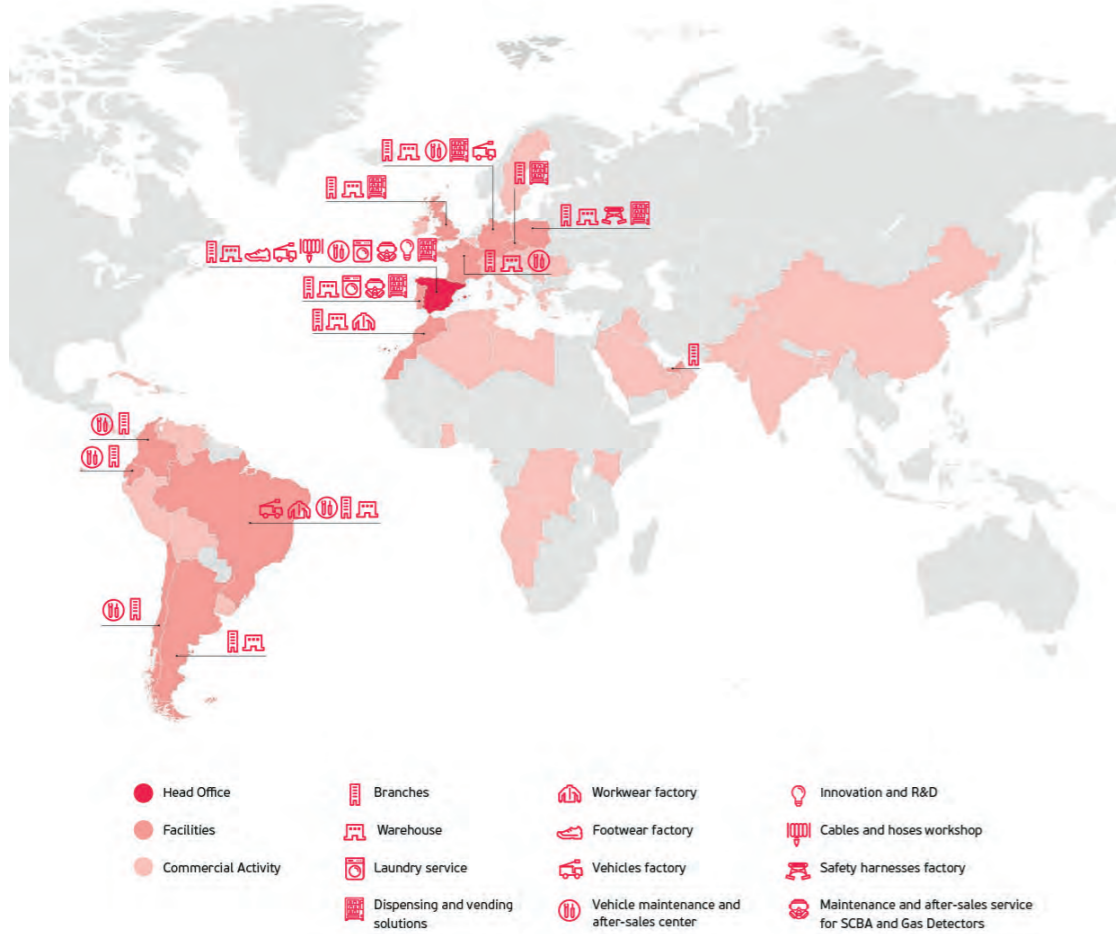 Head Office
Facilities
Commercial Activity
Branches
Warehouse
Laundry service
Dispensing and vending
solutions
Workwear factory
Footwear factory
Vehicles factory
Vehicle maintenance and
after-sales center
Innovation and R&D
Cables and hoses workshop
Safety harnesses factory
Maintenance and after-sales service
for SCBA and Gas Detectors